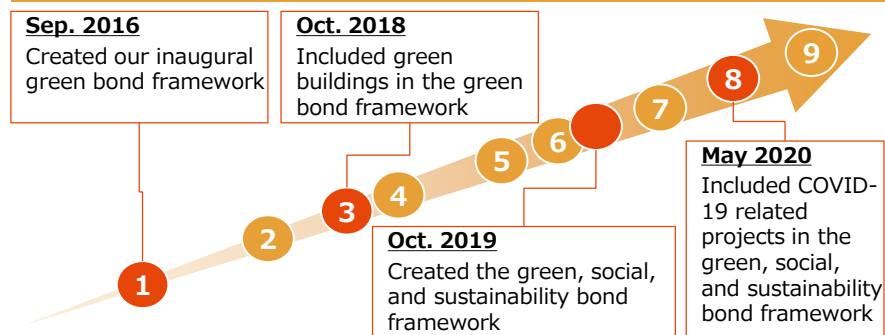 Sep. 2016
Created our inaugural
green bond framework
Oct. 2018
Included green
buildings in the green
bond framework
9
8
7
6
5
4
3
2
1
May 2020
Included COVID-
19 related
projects in the
green, social,
and sustainability
bond framework
Oct. 2019
Created the green, social,
and sustainability bond
framework